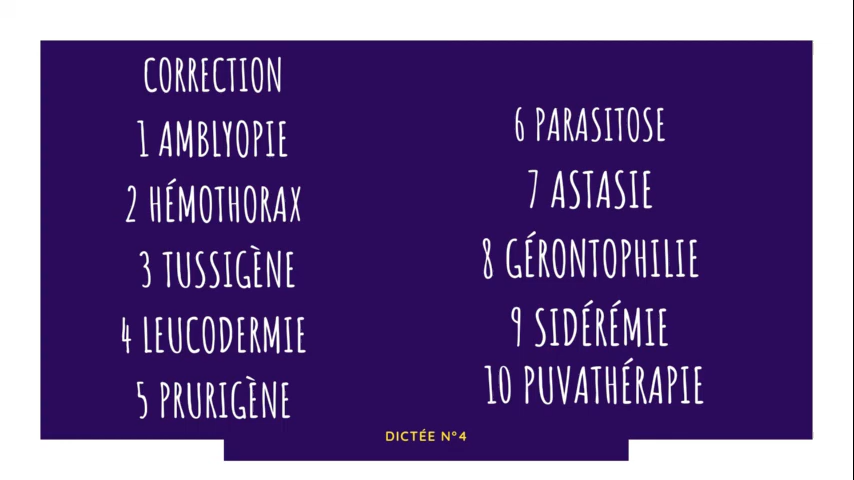 CORRECTION
1 AMBLYOPIE
2 HÉMOTHORAX
3 TUSSIGÈNE
4 LEUCODERMIE
5 PRURIGÈNE
6 PARASITOSE
7 ASTASIE
8 GÉRONTOPHILIE
9 SIDÉRÉMIE
10 PUVATHÉRAPIE
DICTÉE N°4